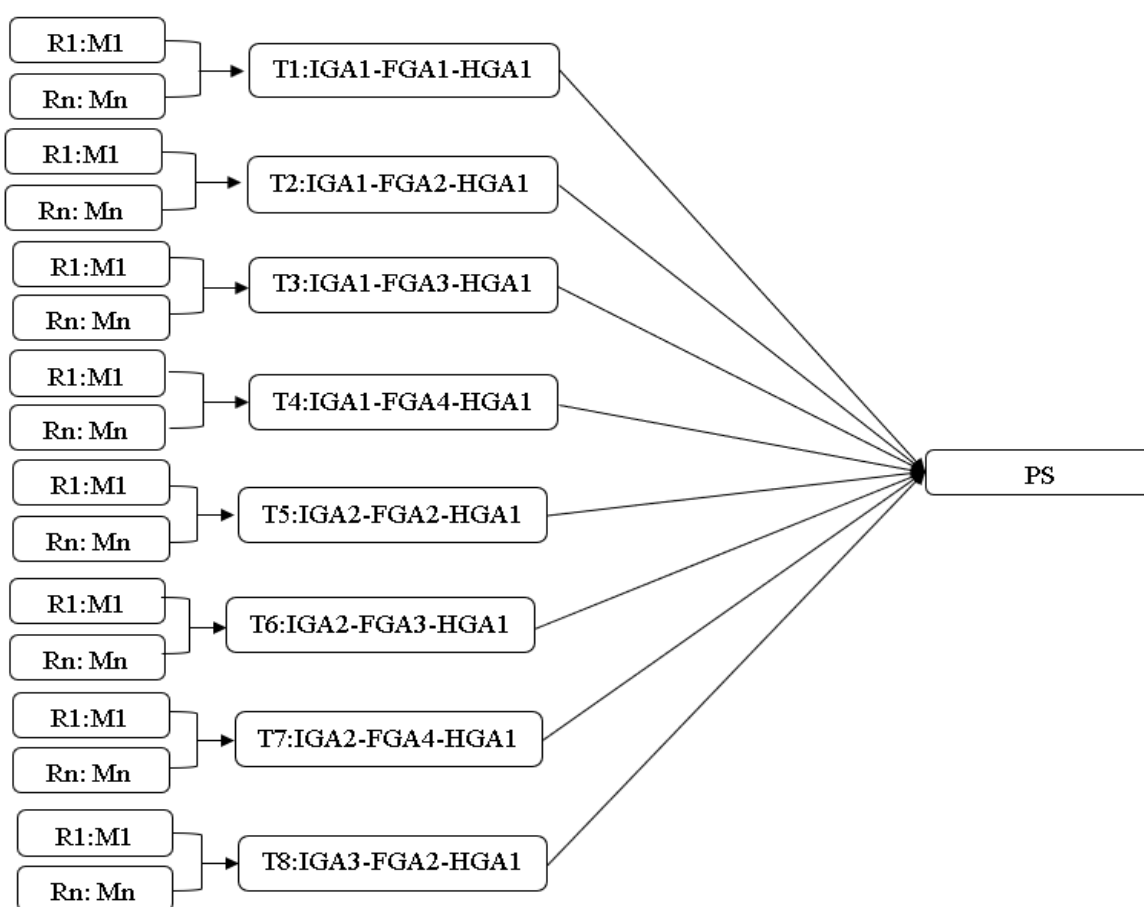 R1:M1
T1:IGA1-FGA1-HGA1
Rn: Mn
R1:M1
T2:IGA1-FGA2-HGA1
Rn: Mn
R1:M1
T3:IGA1-FGA3-HGA1
Rn: Mn
R1:M1
T4:IGA1-FGA4-HGA1
Rn: Mn
PS
R1:M1
T5:IGA2-FGA2-HGA1
Rn: Mn
R1:M1
T6:IGA2-FGA3-HGA1
Rn: Mn
R1:M1
T7:IGA2-FGA4-HGA1
Rn: Mn
R1:M1
T8:IGA3-FGA2-HGA1
Rn: Mn